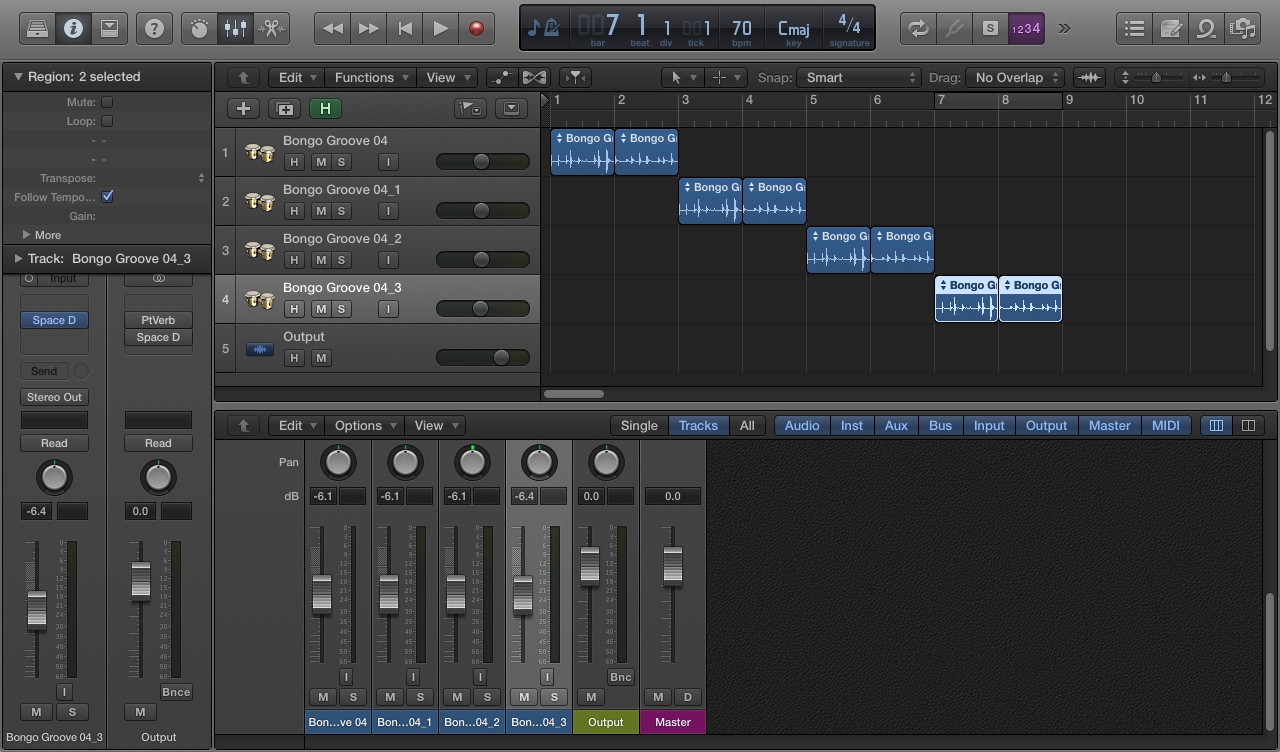 7 1 1 1 70 Cmaj 4/4
bar beat div tick bpm key signature
S 1234
Region: 2 selected
Mute:
Loop:
- -
- -
Transpose:
Follow Tempo...
Gain:
More
Track: Bongo Groove 04_3
Edit Functions View Snap: Smart Drag: No Overlap
H
1 2 3 4 5 6 7 8 9 10 11 12
1 Bongo Groove 04
H M S I
2 Bongo Groove 04_1
H M S I
3 Bongo Groove 04_2
H M S I
4 Bongo Groove 04_3
H M S I
5 Output
H M
Bongo G Bongo G
Bongo G Bongo G
Bongo G Bongo G
Bongo G Bongo G
Input
Space D PtVerb
Space D
Send
Stereo Out
Read Read
-6.4 0.0
I Bnce
M S M
Bongo Groove 04_3 Output
Edit Options View Single Tracks All Audio Inst Aux Bus Input Output Master MIDI
Pan
dB -6.1 -6.1 -6.1 -6.4 0.0 0.0
I I I I Bnc
M S M S M S M S M M D
Bon...ve 04 Bon...04_1 Bon...04_2 Bon...04_3 Output Master